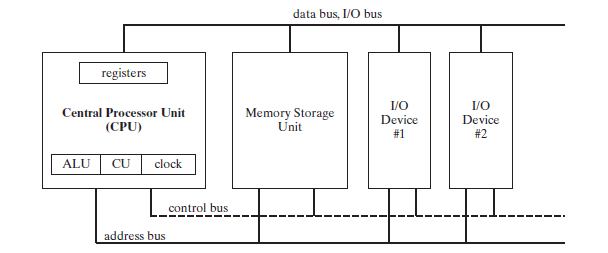 data bus, I/O bus
registers
Central Processor Unit
(CPU)
ALU
CU
clock
Memory Storage
Unit
I/O
Device
#1
I/O
Device
#2
control bus
address bus